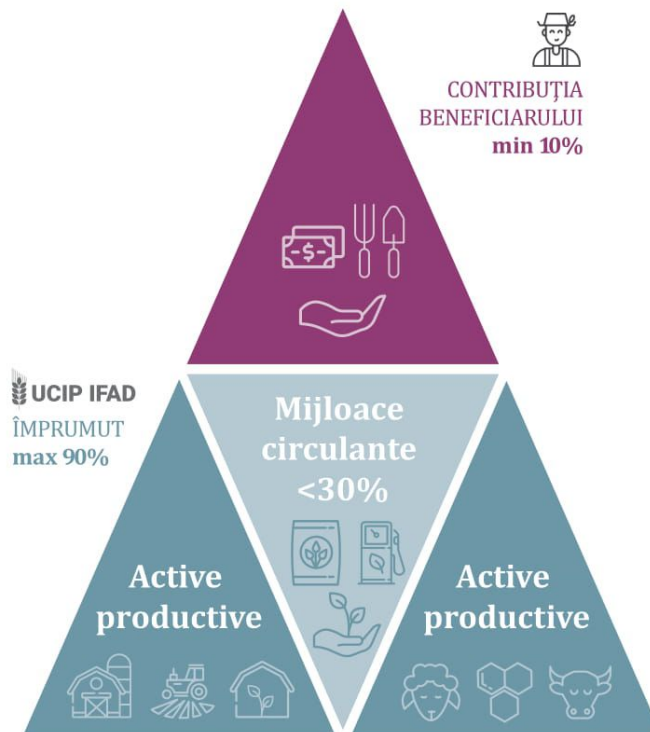 CONTRIBUȚIA
BENEFICIARULUI
min 10%
-$-
UCIP IFAD
ÎMPRUMUT
max 90%
Mijloace
circulante
<30%
Active
productive
Active
productive